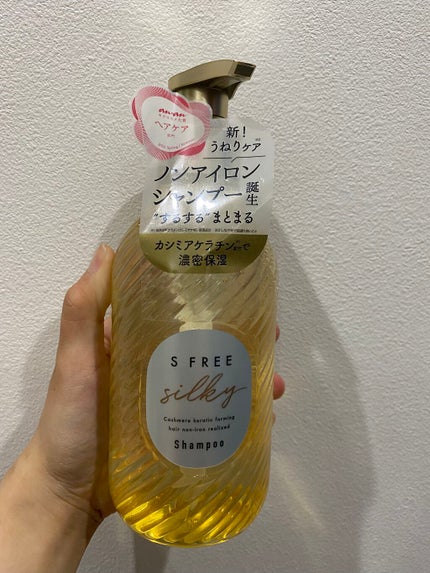 anan
ヘアケア
新!
うねりケア
ノンアイロン
シャンプー誕生
"するする"まとまる
カシミアケラチンで
濃密保湿
S FREE
silky
Cashmere keratin forming
hair non-iron realized
Shampoo